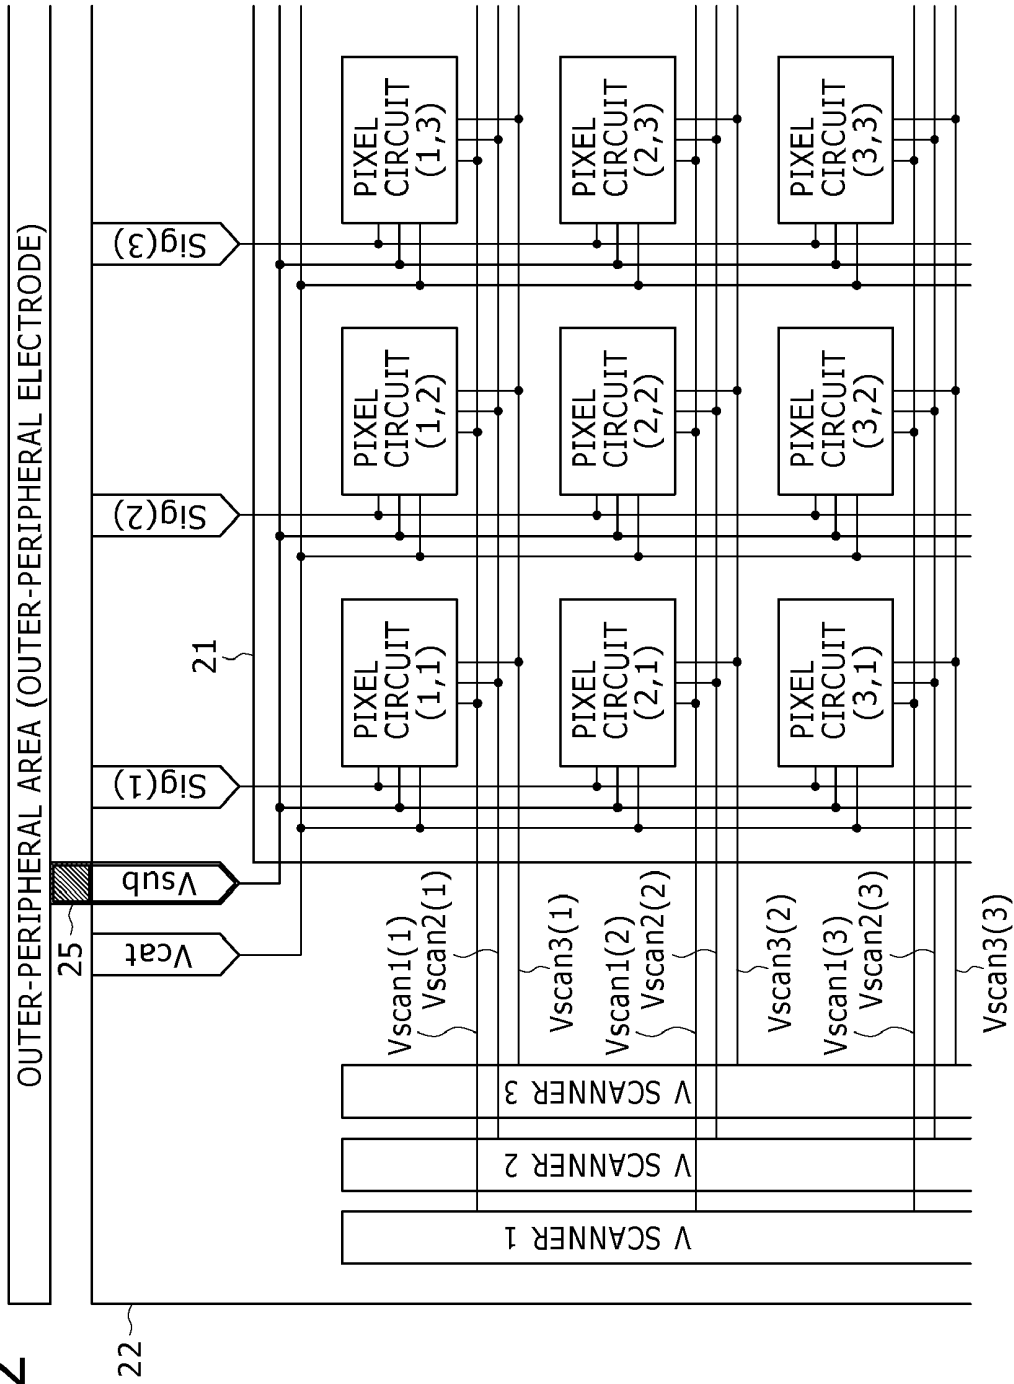 2
OUTER-PERIPHERAL AREA (OUTER-PERIPHERAL ELECTRODE)
22
25
21
Vcat
Vsub
Sig(1)
Sig(2)
Sig(3)
V SCANNER 1
V SCANNER 2
V SCANNER 3
PIXEL
CIRCUIT
(1,1)
PIXEL
CIRCUIT
(1,2)
PIXEL
CIRCUIT
(1,3)
Vscan1(1)
Vscan2(1)
Vscan3(1)
PIXEL
CIRCUIT
(2,1)
PIXEL
CIRCUIT
(2,2)
PIXEL
CIRCUIT
(2,3)
Vscan1(2)
Vscan2(2)
Vscan3(2)
PIXEL
CIRCUIT
(3,1)
PIXEL
CIRCUIT
(3,2)
PIXEL
CIRCUIT
(3,3)
Vscan1(3)
Vscan2(3)
Vscan3(3)